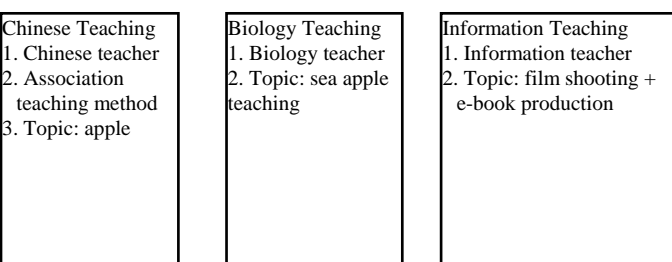 Chinese Teaching
1. Chinese teacher
2. Association
teaching method
3. Topic: apple
Biology Teaching
1. Biology teacher
2. Topic: sea apple
teaching
Information Teaching
1. Information teacher
2. Topic: film shooting +
e-book production